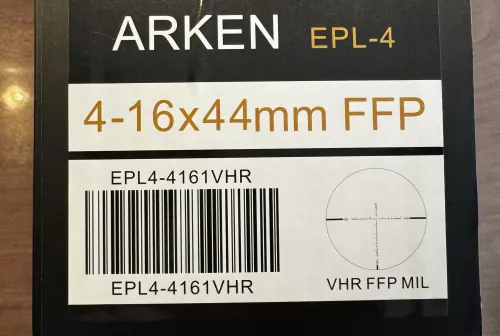 ARKEN EPL-4
4-16x44mm FFP
EPL4-4161VHR
EPL4-4161VHR
VHR FFP MIL